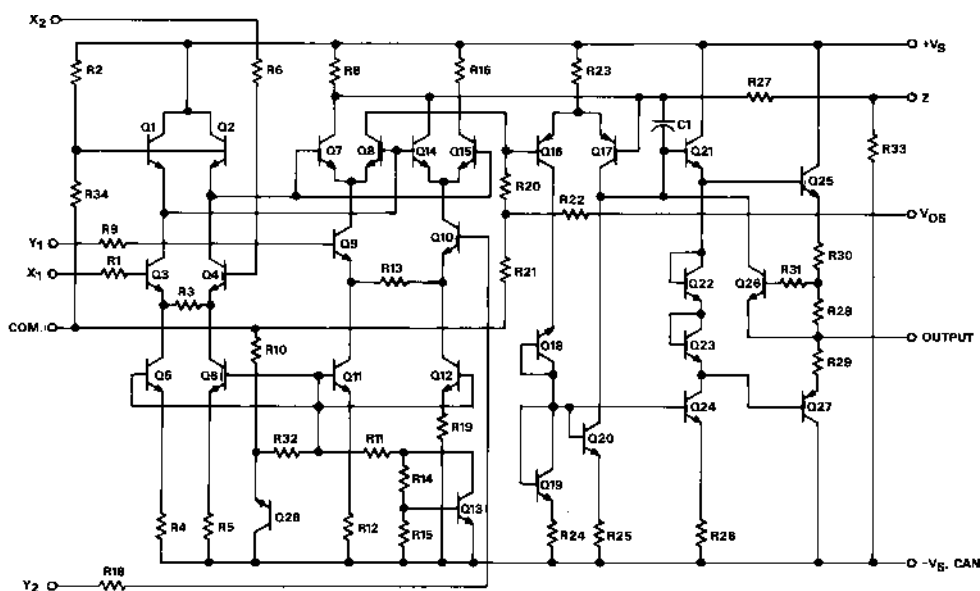 X2
R2
R6
R8
R16
R23
+VS
R27
Z
C1
Q1
Q2
Q7
Q8
Q14
Q15
Q16
Q17
Q21
R33
Q25
R34
R20
R22
VOS
Y1
R9
Q9
Q10
R30
X1
R1
Q3
Q4
R13
R21
Q22
Q26
R31
R3
R28
COM.
OUTPUT
R10
Q18
Q23
R29
Q5
Q6
Q11
Q12
Q24
Q27
R19
Q20
R32
R11
R14
Q19
Q28
Q13
R4
R5
R12
R15
R24
R25
R26
-VS, CAN
Y2
R18